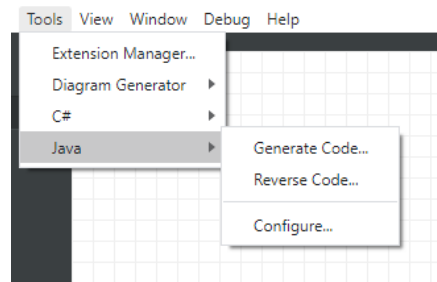 Tools View Window Debug Help
Extension Manager...
Diagram Generator
C#
Java
Generate Code...
Reverse Code...
Configure...